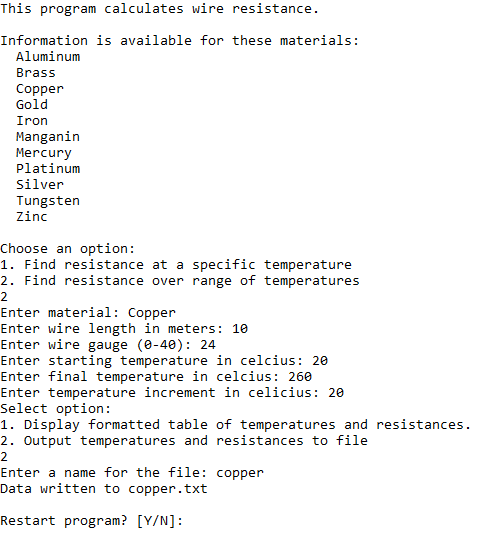 This program calculates wire resistance.
Information is available for these materials:
Aluminum
Brass
Copper
Gold
Iron
Manganin
Mercury
Platinum
Silver
Tungsten
Zinc
Choose an option:
1. Find resistance at a specific temperature
2. Find resistance over range of temperatures
2
Enter material: Copper
Enter wire length in meters: 10
Enter wire gauge (0-40): 24
Enter starting temperature in celcius: 20
Enter final temperature in celcius: 260
Enter temperature increment in celicius: 20
Select option:
1. Display formatted table of temperatures and resistances.
2. Output temperatures and resistances to file
2
Enter a name for the file: copper
Data written to copper.txt
Restart program? [Y/N]: